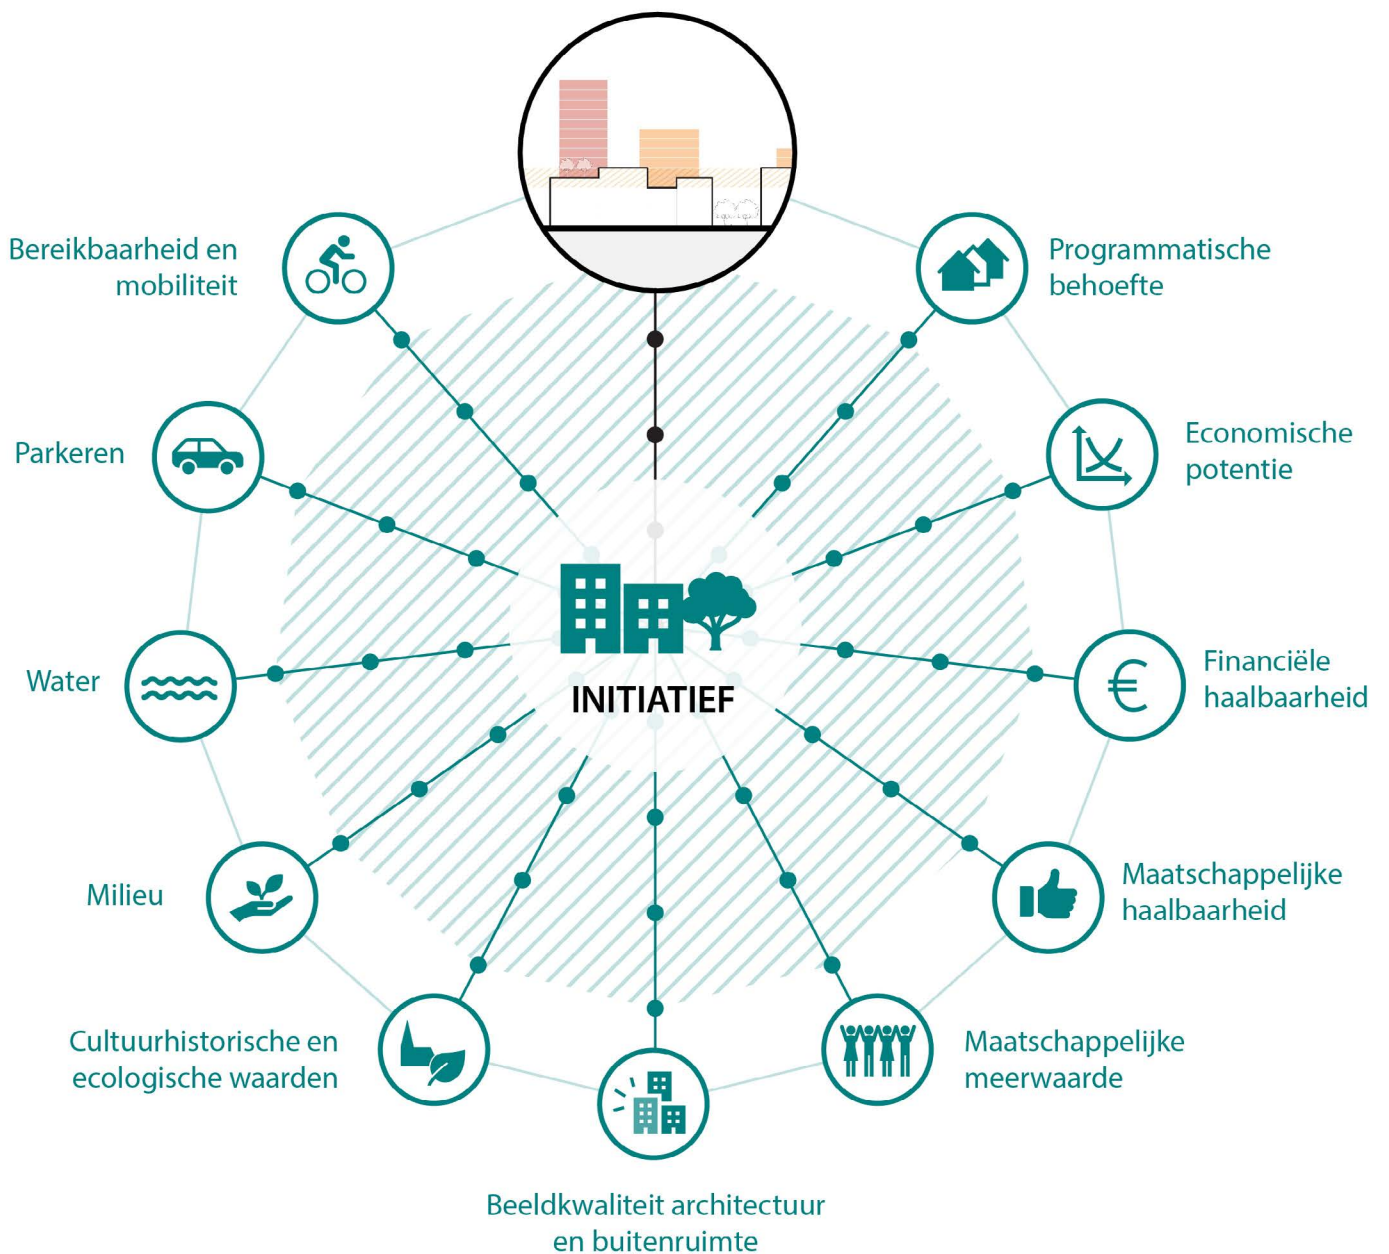 Bereikbaarheid en
mobiliteit
Programmatische
behoefte
Parkeren
Economische
potentie
Water
INITIATIEF
Financiële
haalbaarheid
Milieu
Maatschappelijke
haalbaarheid
Cultuurhistorische en
ecologische waarden
Maatschappelijke
meerwaarde
Beeldkwaliteit architectuur
en buitenruimte